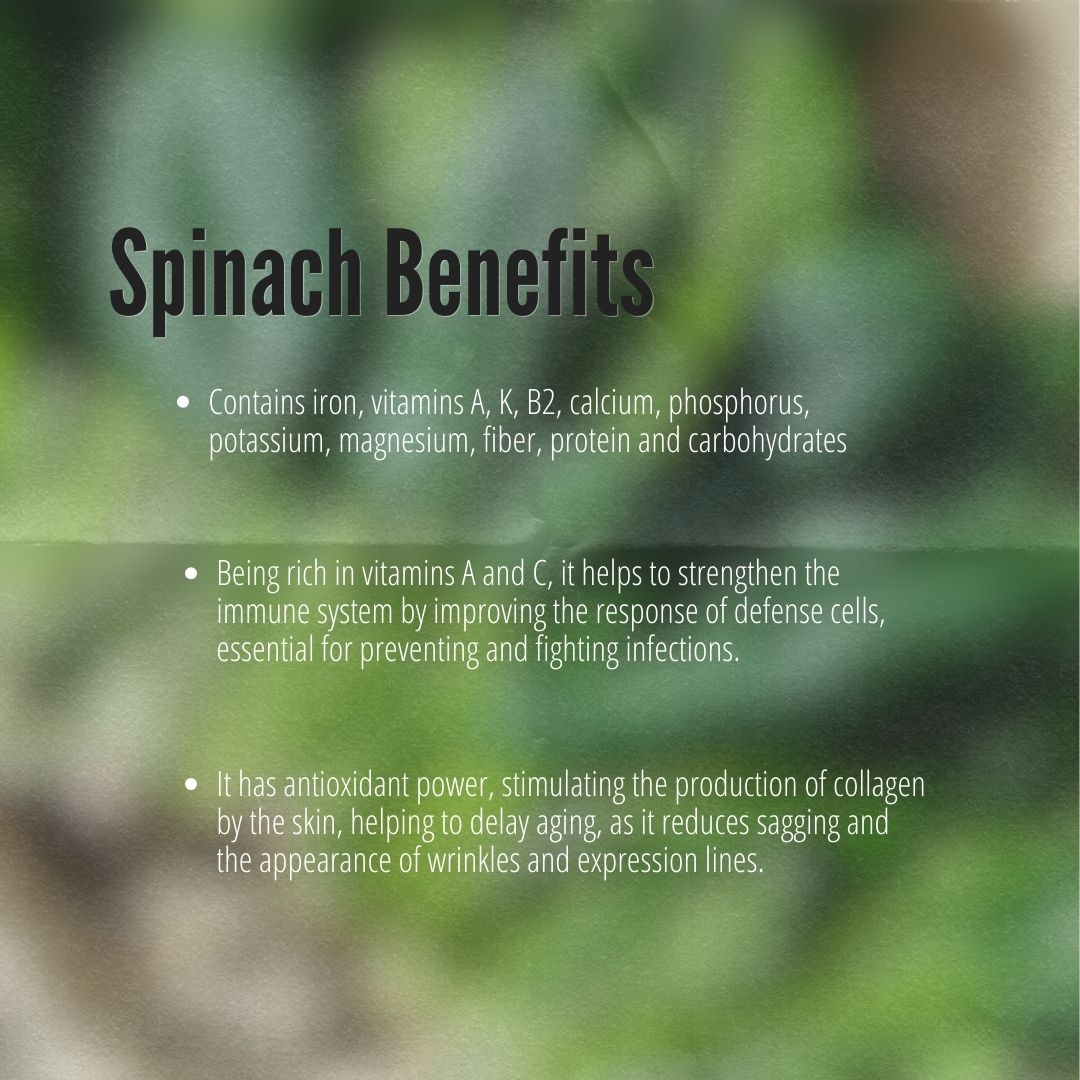 Spinach Benefits
• Contains iron, vitamins A, K, B2, calcium, phosphorus,
potassium, magnesium, fiber, protein and carbohydrates
• Being rich in vitamins A and C, it helps to strengthen the
immune system by improving the response of defense cells,
essential for preventing and fighting infections.
• It has antioxidant power, stimulating the production of collagen
by the skin, helping to delay aging, as it reduces sagging and
the appearance of wrinkles and expression lines.